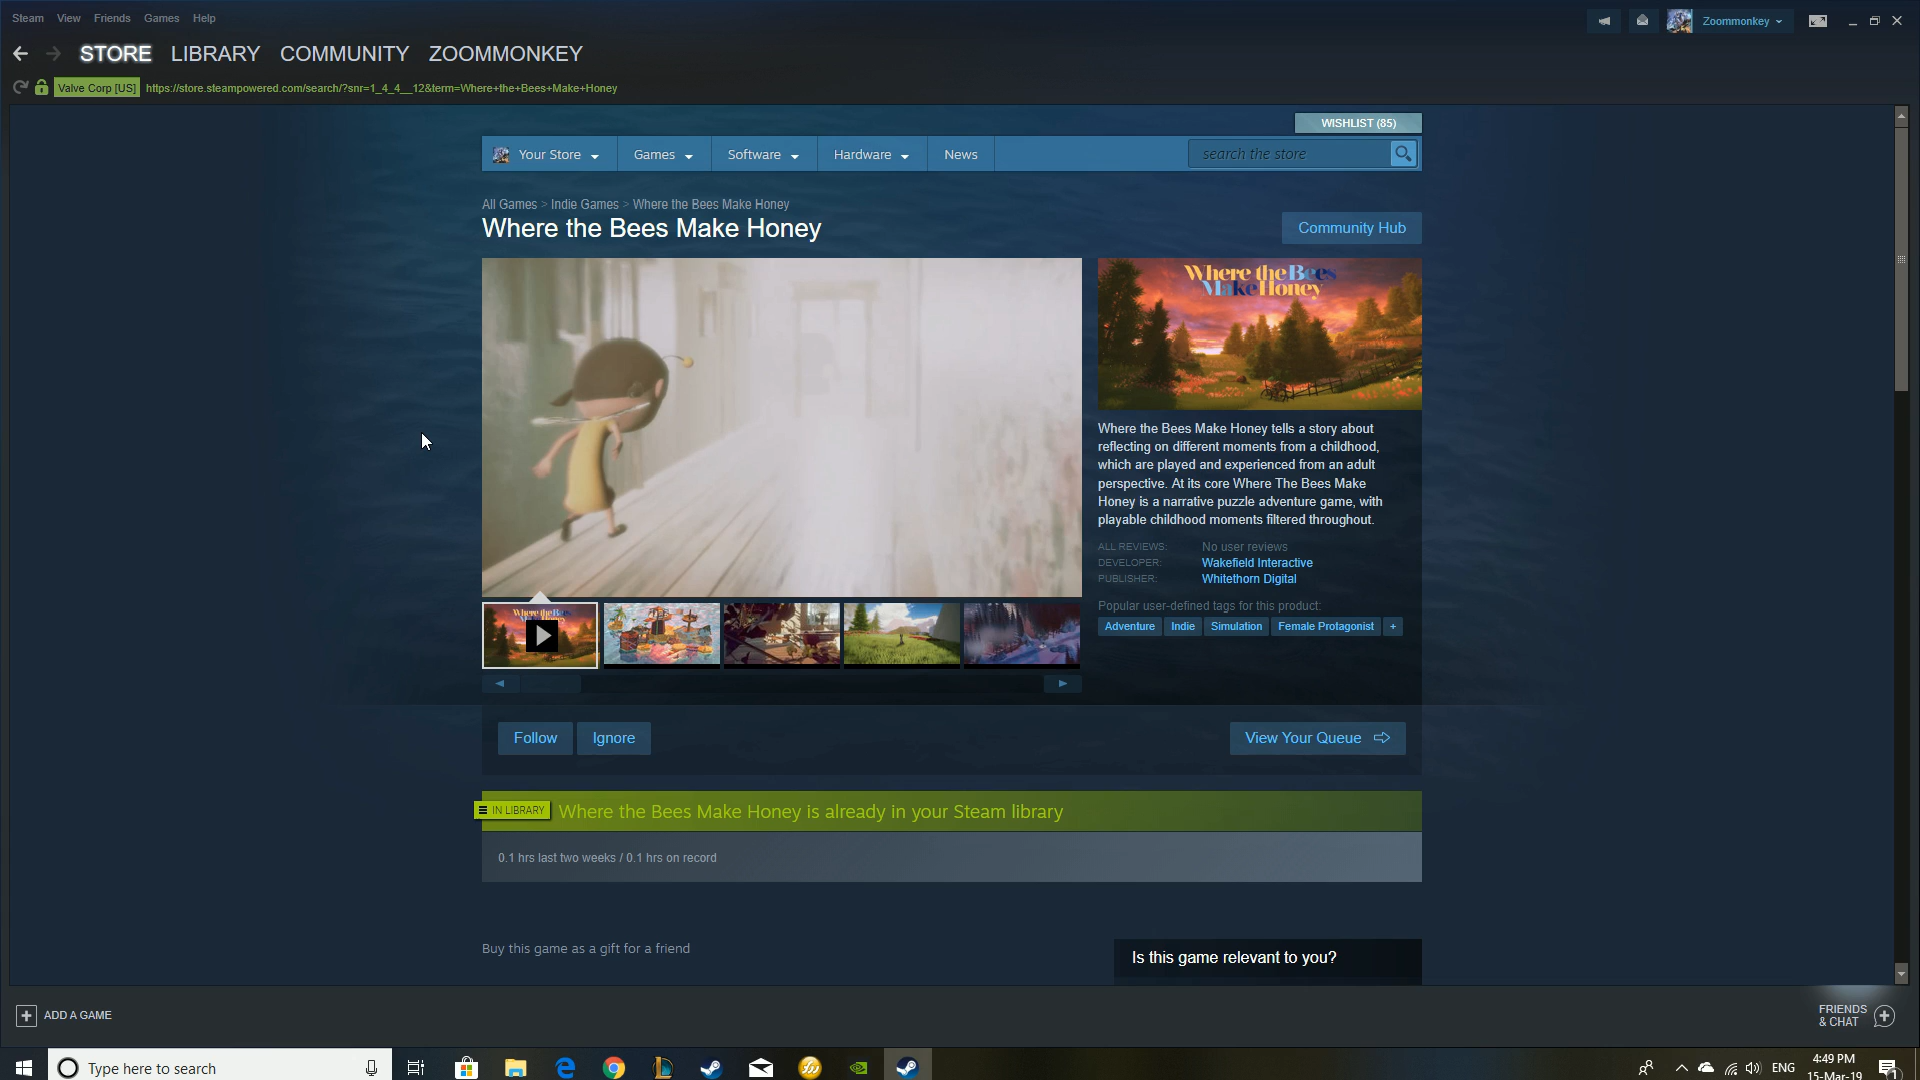 Steam View Friends Games Help
Zoommonkey
STORE LIBRARY COMMUNITY ZOOMMONKEY
Valve Corp [US] https://store.steampowered.com/search/?snr=1_4_4__12&term=Where+the+Bees+Make+Honey
WISHLIST (85)
Your Store Games Software Hardware News search the store
All Games > Indie Games > Where the Bees Make Honey
Where the Bees Make Honey
Community Hub
Where the Bees
Make Honey
Where the Bees Make Honey tells a story about
reflecting on different moments from a childhood,
which are played and experienced from an adult
perspective. At its core Where The Bees Make
Honey is a narrative puzzle adventure game, with
playable childhood moments filtered throughout.
ALL REVIEWS: No user reviews
DEVELOPER: Wakefield Interactive
PUBLISHER: Whitethorn Digital
Popular user-defined tags for this product:
Adventure Indie Simulation Female Protagonist +
Where the Bees
Follow Ignore View Your Queue
IN LIBRARY Where the Bees Make Honey is already in your Steam library
0.1 hrs last two weeks / 0.1 hrs on record
Buy this game as a gift for a friend
Is this game relevant to you?
+ ADD A GAME
FRIENDS
& CHAT
Type here to search
ENG
4:49 PM
15-Mar-19
1